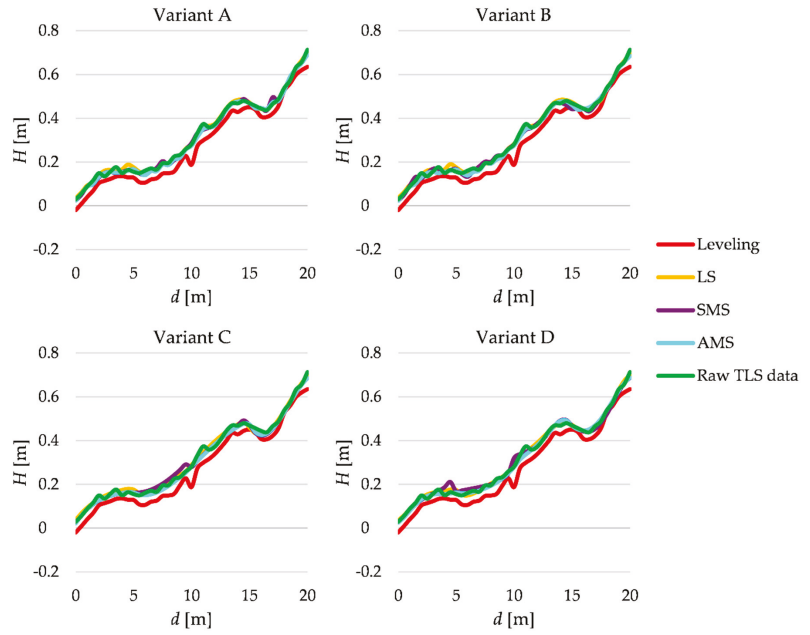 Variant A
Variant B
0.8
0.6
0.4
0.2
0
-0.2
H [m]
0 5 10 15 20
d [m]
0.8
0.6
0.4
0.2
0
-0.2
H [m]
0 5 10 15 20
d [m]
Leveling
LS
SMS
AMS
Raw TLS data
Variant C
Variant D
0.8
0.6
0.4
0.2
0
-0.2
H [m]
0 5 10 15 20
d [m]
0.8
0.6
0.4
0.2
0
-0.2
H [m]
0 5 10 15 20
d [m]